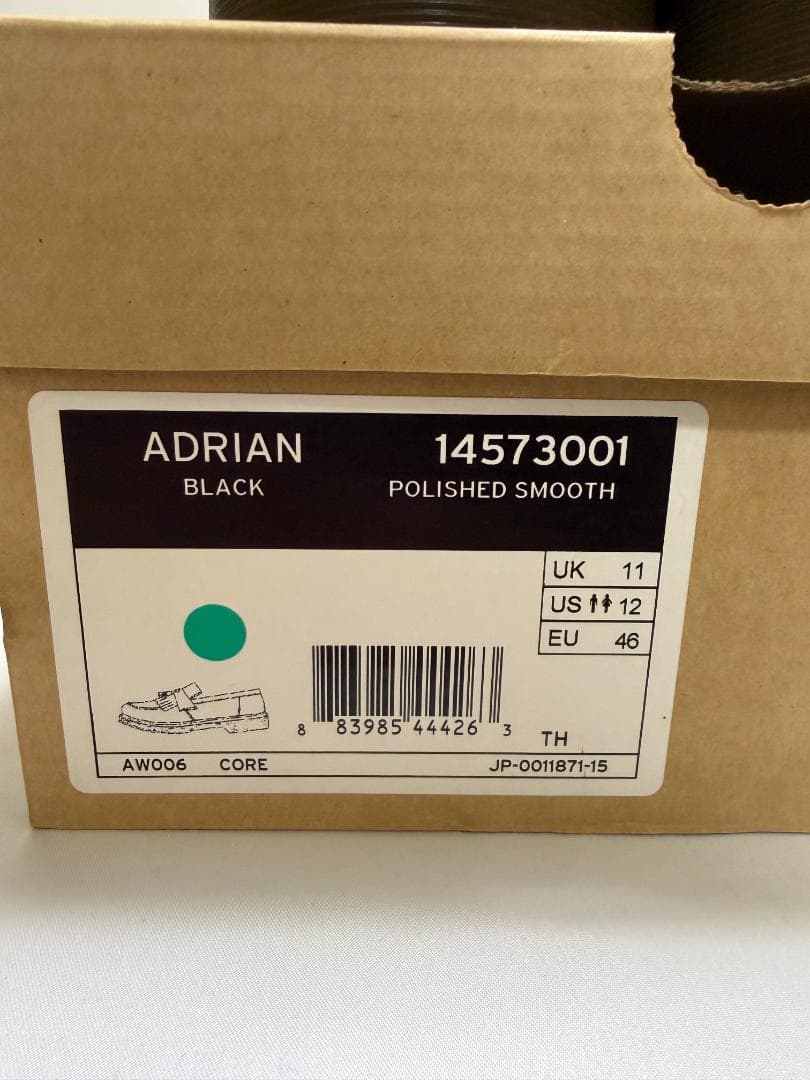 ADRIAN 14573001
BLACK POLISHED SMOOTH
UK 11
US 12
EU 46
8 83985 44426 3 TH
AW006 CORE JP-0011871-15